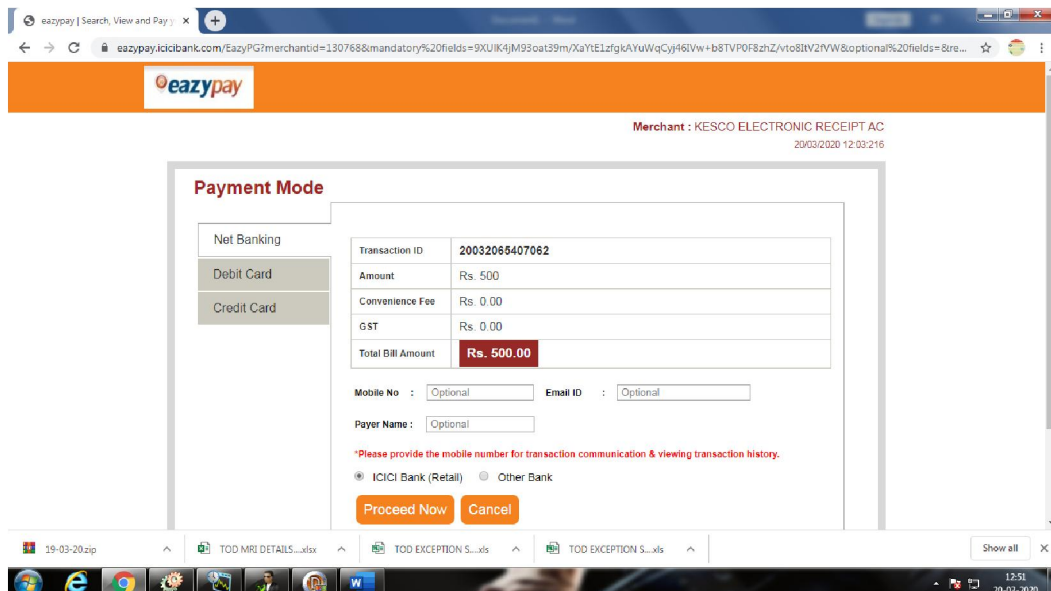 eazypay | Search, View and Pay y
eazypay.icicibank.com/EazyPG?merchantid=130768&mandatory%20fields=9XUIK4jM93oat39m/XaYtE1zfgkAYuWqCyj46IVw+b8TVP0F8zhZ/vto8ItV2fVW&optional%20fields=&tre...
eazypay
Merchant : KESCO ELECTRONIC RECEIPT AC
20/03/2020 12:03:216
Payment Mode
Net Banking
Debit Card
Credit Card
Transaction ID 20032065407062
Amount Rs. 500
Convenience Fee Rs. 0.00
GST Rs. 0.00
Total Bill Amount Rs. 500.00
Mobile No : Optional Email ID : Optional
Payer Name : Optional
*Please provide the mobile number for transaction communication & viewing transaction history.
ICICI Bank (Retail) Other Bank
Proceed Now Cancel
19-03-20.zip TOD MRI DETAILS....xlsx TOD EXCEPTION S....xls TOD EXCEPTION S....xls Show all
12:51
20-03-2020